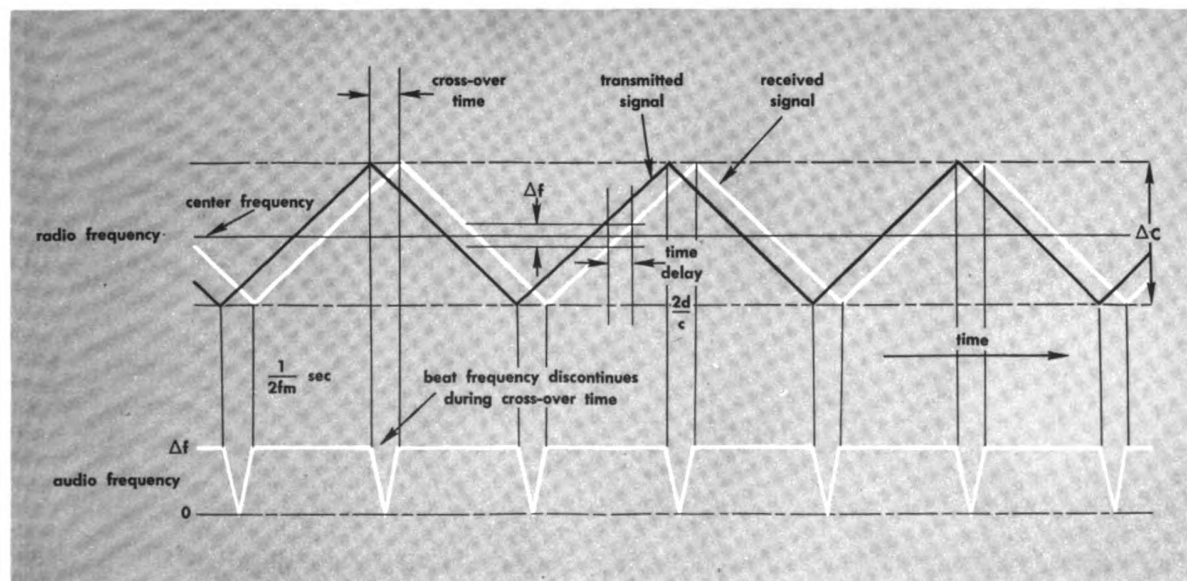 cross-over
time
transmitted
signal
received
signal
Δf
center frequency
radio frequency
ΔC
time
delay
2d
c
time
1
2fm sec
beat frequency discontinues
during cross-over time
Δf
audio frequency
0